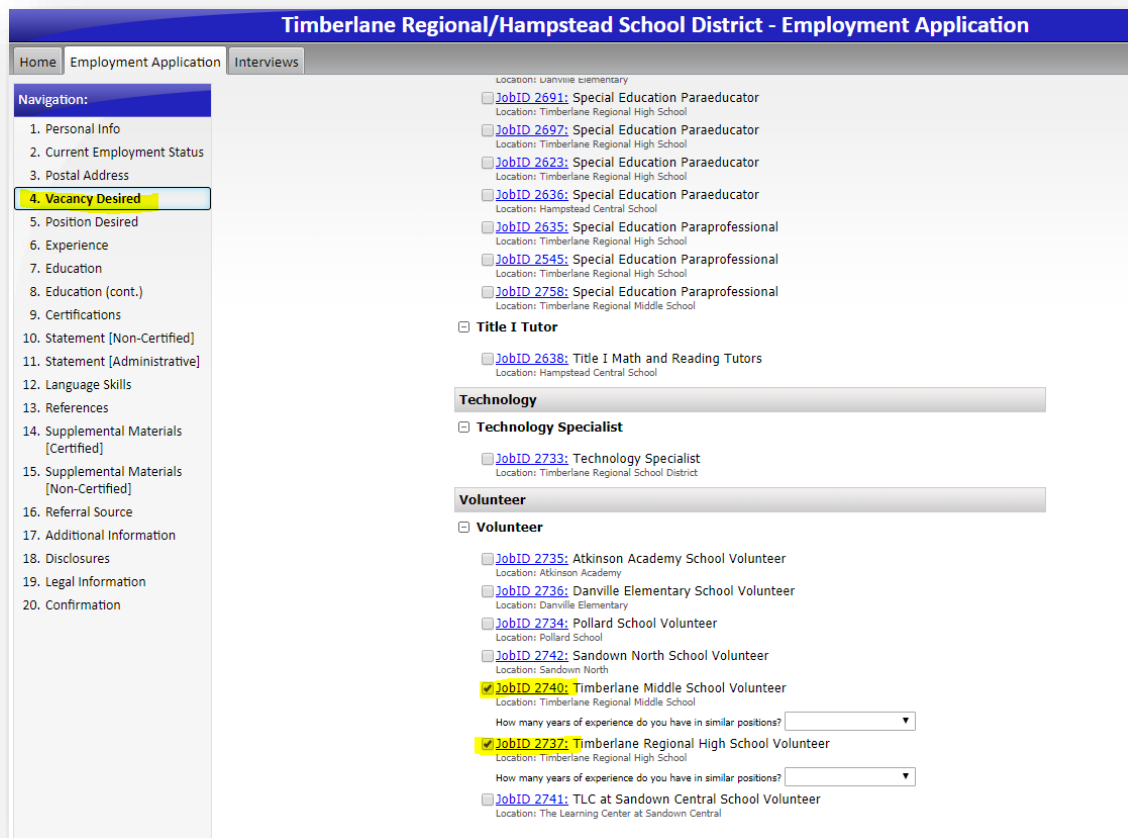 Timberlane Regional/Hampstead School District - Employment Application
Home
Employment Application
Interviews
Navigation:
1. Personal Info
2. Current Employment Status
3. Postal Address
4. Vacancy Desired
5. Position Desired
6. Experience
7. Education
8. Education (cont.)
9. Certifications
10. Statement [Non-Certified]
11. Statement [Administrative]
12. Language Skills
13. References
14. Supplemental Materials
[Certified]
15. Supplemental Materials
[Non-Certified]
16. Referral Source
17. Additional Information
18. Disclosures
19. Legal Information
20. Confirmation
Location: Danville Elementary
JobID 2691: Special Education Paraeducator
Location: Timberlane Regional High School
JobID 2697: Special Education Paraeducator
Location: Timberlane Regional High School
JobID 2623: Special Education Paraeducator
Location: Timberlane Regional High School
JobID 2636: Special Education Paraeducator
Location: Hampstead Central School
JobID 2635: Special Education Paraprofessional
Location: Timberlane Regional High School
JobID 2545: Special Education Paraprofessional
Location: Timberlane Regional High School
JobID 2758: Special Education Paraprofessional
Location: Timberlane Regional Middle School
Title I Tutor
JobID 2638: Title I Math and Reading Tutors
Location: Hampstead Central School
Technology
Technology Specialist
JobID 2733: Technology Specialist
Location: Timberlane Regional School District
Volunteer
Volunteer
JobID 2735: Atkinson Academy School Volunteer
Location: Atkinson Academy
JobID 2736: Danville Elementary School Volunteer
Location: Danville Elementary
JobID 2734: Pollard School Volunteer
Location: Pollard School
JobID 2742: Sandown North School Volunteer
Location: Sandown North
JobID 2740: Timberlane Middle School Volunteer
Location: Timberlane Regional Middle School
How many years of experience do you have in similar positions?
JobID 2737: Timberlane Regional High School Volunteer
Location: Timberlane Regional High School
How many years of experience do you have in similar positions?
JobID 2741: TLC at Sandown Central School Volunteer
Location: The Learning Center at Sandown Central